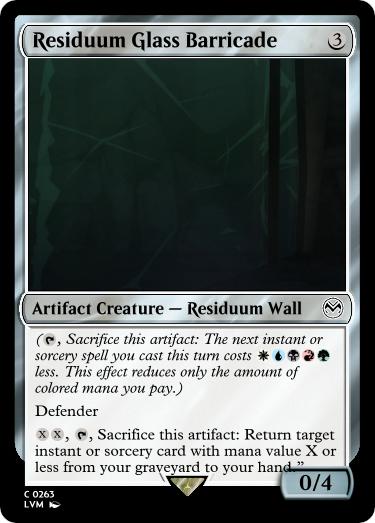 Residuum Glass Barricade 3
Artifact Creature — Residuum Wall
(, Sacrifice this artifact: The next instant or
sorcery spell you cast this turn costs
less. This effect reduces only the amount of
colored mana you pay.)
Defender
X X, , Sacrifice this artifact: Return target
instant or sorcery card with mana value X or
less from your graveyard to your hand."
0/4
C 0263
LVM